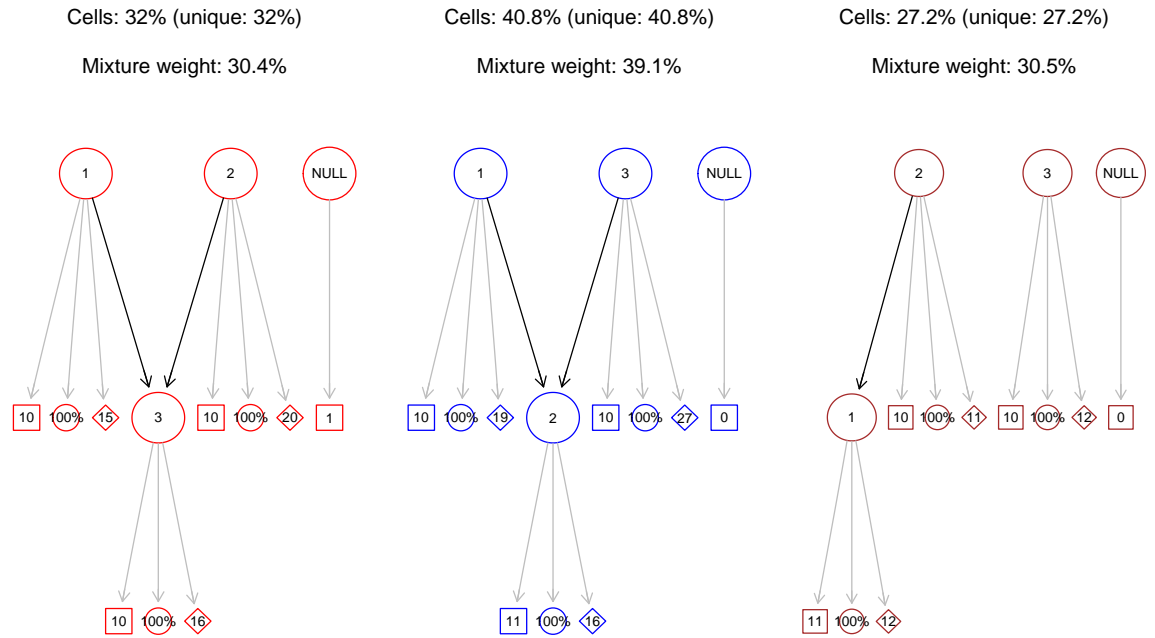 Cells: 32% (unique: 32%) Cells: 40.8% (unique: 40.8%) Cells: 27.2% (unique: 27.2%)
Mixture weight: 30.4% Mixture weight: 39.1% Mixture weight: 30.5%
1 2 NULL 1 3 NULL 2 3 NULL
10 100% 15 3 10 100% 20 1 10 100% 19 2 10 100% 27 0 1 10 100% 11 10 100% 12 0
10 100% 16 11 100% 16 11 100% 12